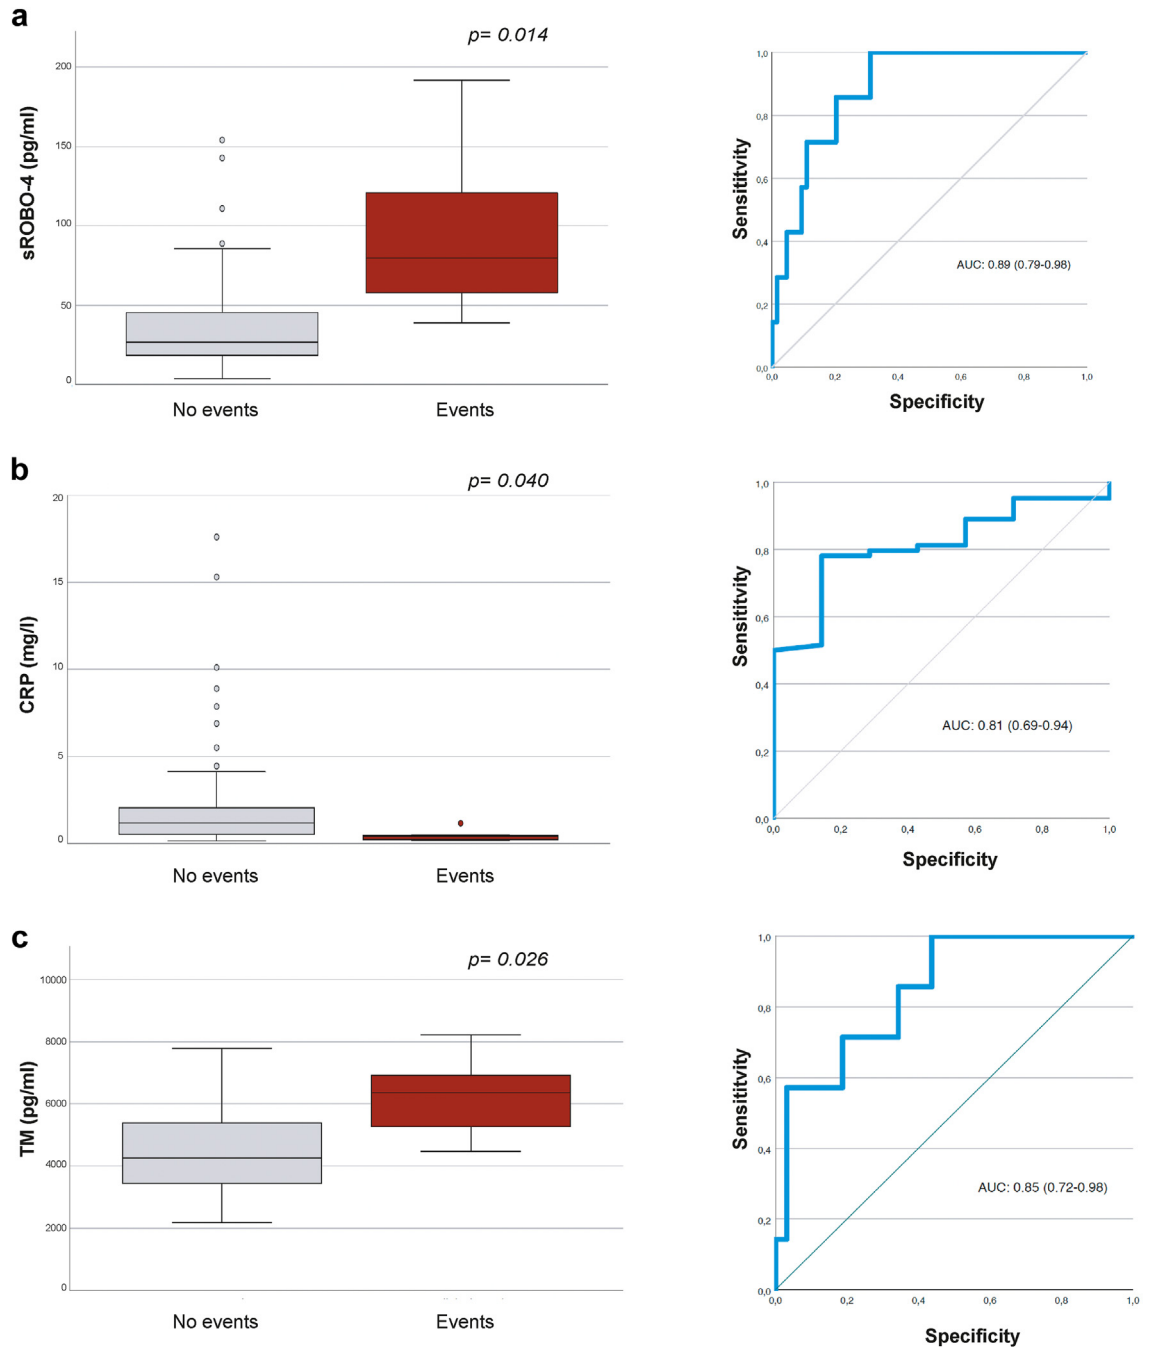 a
p= 0.014
sROBO-4 (pg/ml)
200
150
100
50
0
No events
Events
Sensititvity
1,0
0,8
0,6
0,4
0,2
0,0
AUC: 0.89 (0.79-0.98)
0,0 0,2 0,4 0,6 0,8 1,0
Specificity
b
p= 0.040
CRP (mg/l)
20
15
10
5
0
No events
Events
Sensititvity
1,0
0,8
0,6
0,4
0,2
0,0
AUC: 0.81 (0.69-0.94)
0,0 0,2 0,4 0,6 0,8 1,0
Specificity
c
p= 0.026
TM (pg/ml)
10000
8000
6000
4000
2000
0
No events
Events
Sensititvity
1,0
0,8
0,6
0,4
0,2
0,0
AUC: 0.85 (0.72-0.98)
0,0 0,2 0,4 0,6 0,8 1,0
Specificity